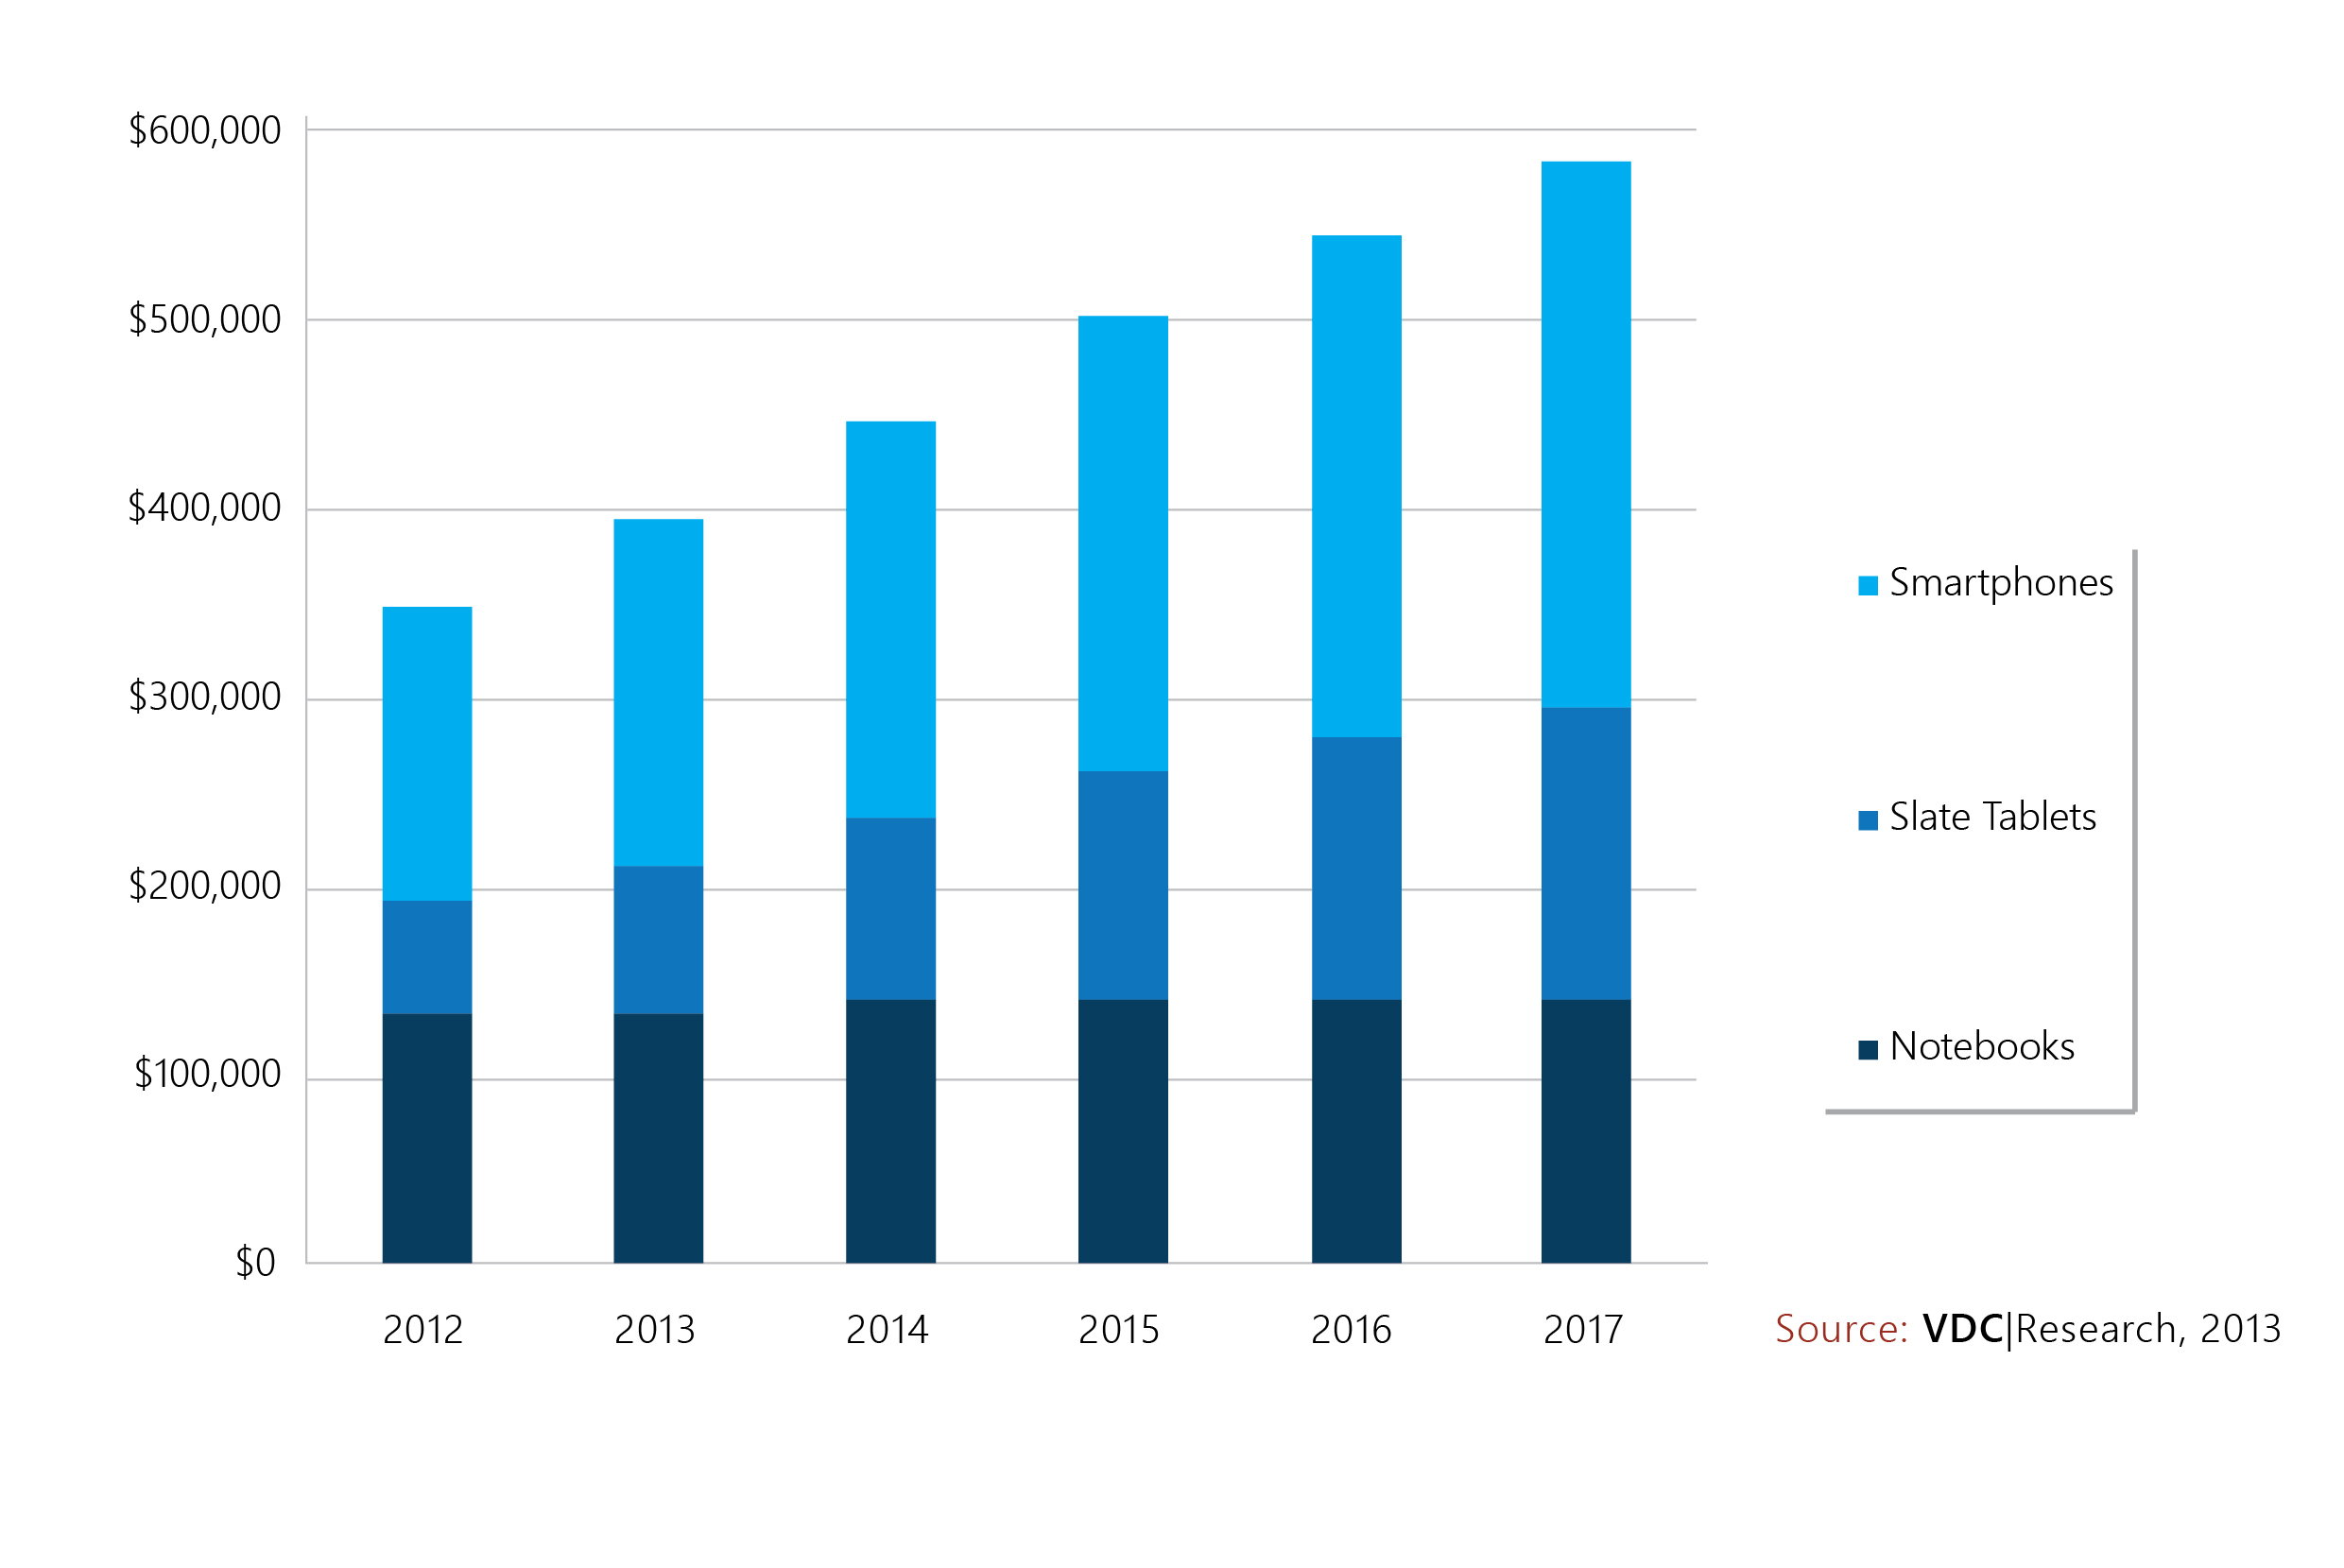 $600,000
$500,000
$400,000
$300,000
$200,000
$100,000
$0
2012 2013 2014 2015 2016 2017
Smartphones
Slate Tablets
Notebooks
Source: VDC|Research, 2013